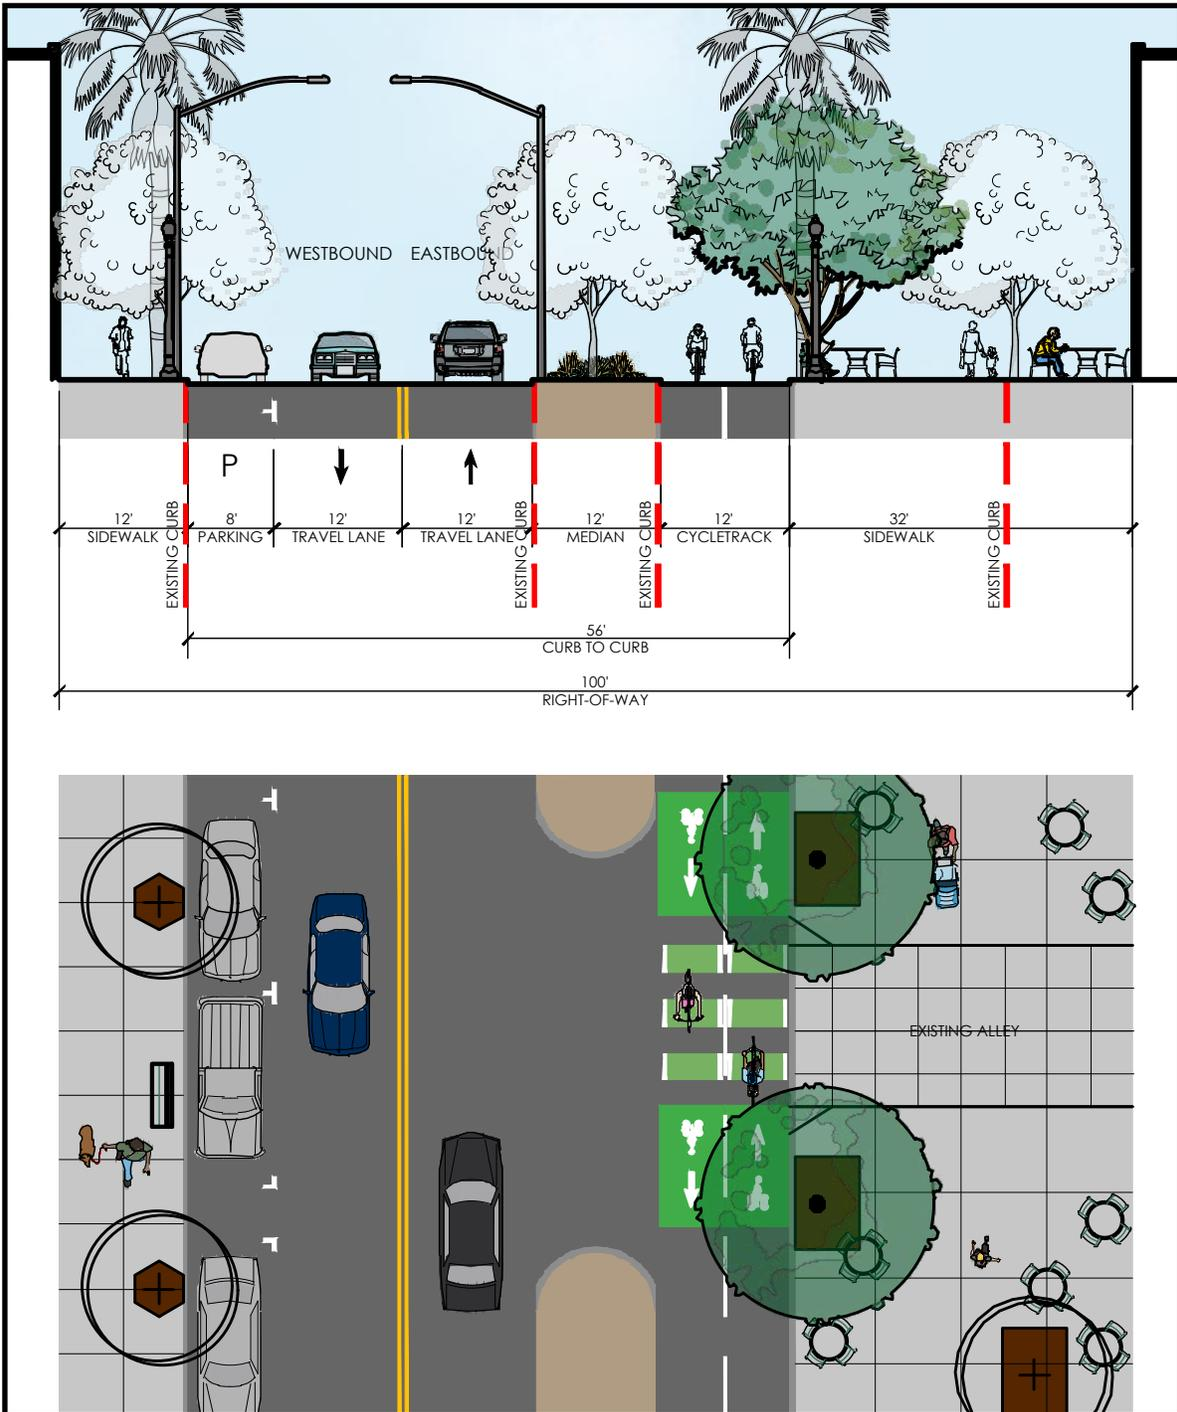 WESTBOUND EASTBOUND
P
12' 8' 12' 12' 12' 12' 32'
SIDEWALK PARKING TRAVEL LANE TRAVEL LANE MEDIAN CYCLETRACK SIDEWALK
EXISTING CURB
EXISTING CURB
EXISTING CURB
EXISTING CURB
56'
CURB TO CURB
100'
RIGHT-OF-WAY
EXISTING ALLEY